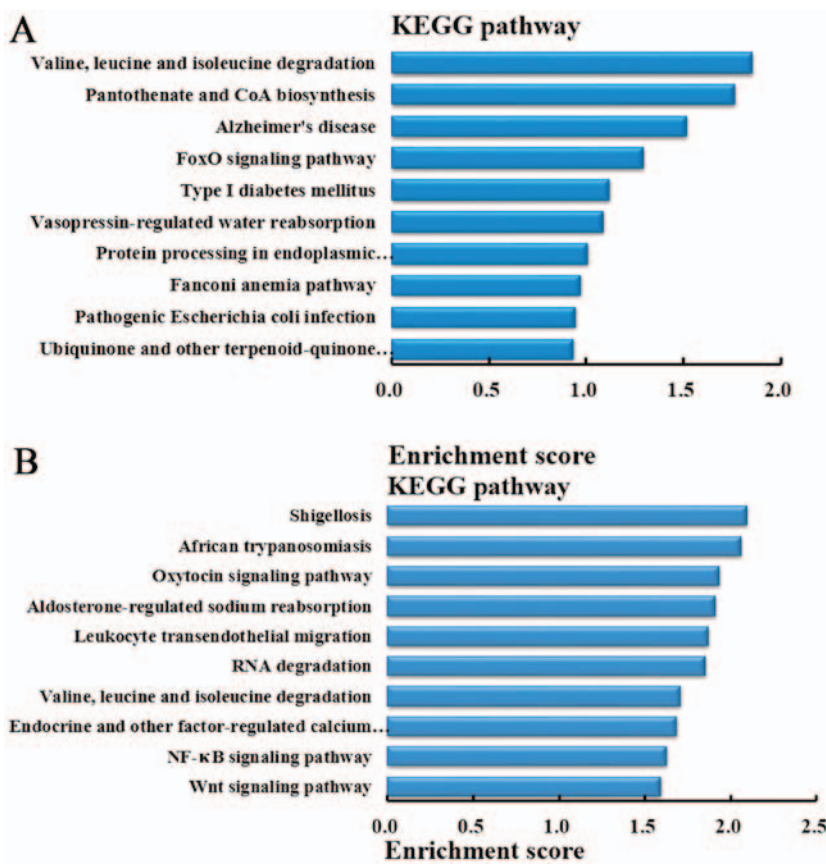 A
KEGG pathway
Valine, leucine and isoleucine degradation
Pantothenate and CoA biosynthesis
Alzheimer's disease
FoxO signaling pathway
Type I diabetes mellitus
Vasopressin-regulated water reabsorption
Protein processing in endoplasmic…
Fanconi anemia pathway
Pathogenic Escherichia coli infection
Ubiquinone and other terpenoid-quinone…
0.0 0.5 1.0 1.5 2.0
B
Enrichment score
KEGG pathway
Shigellosis
African trypanosomiasis
Oxytocin signaling pathway
Aldosterone-regulated sodium reabsorption
Leukocyte transendothelial migration
RNA degradation
Valine, leucine and isoleucine degradation
Endocrine and other factor-regulated calcium…
NF-κB signaling pathway
Wnt signaling pathway
0.0 0.5 1.0 1.5 2.0 2.5
Enrichment score